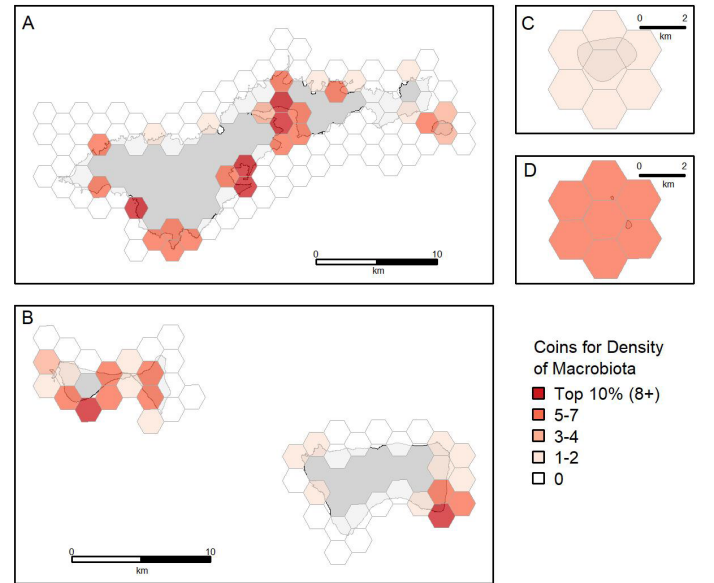 A
0 10
km
B
0 10
km
C
0 2
km
D
0 2
km
Coins for Density
of Macrobiota
Top 10% (8+)
5-7
3-4
1-2
0